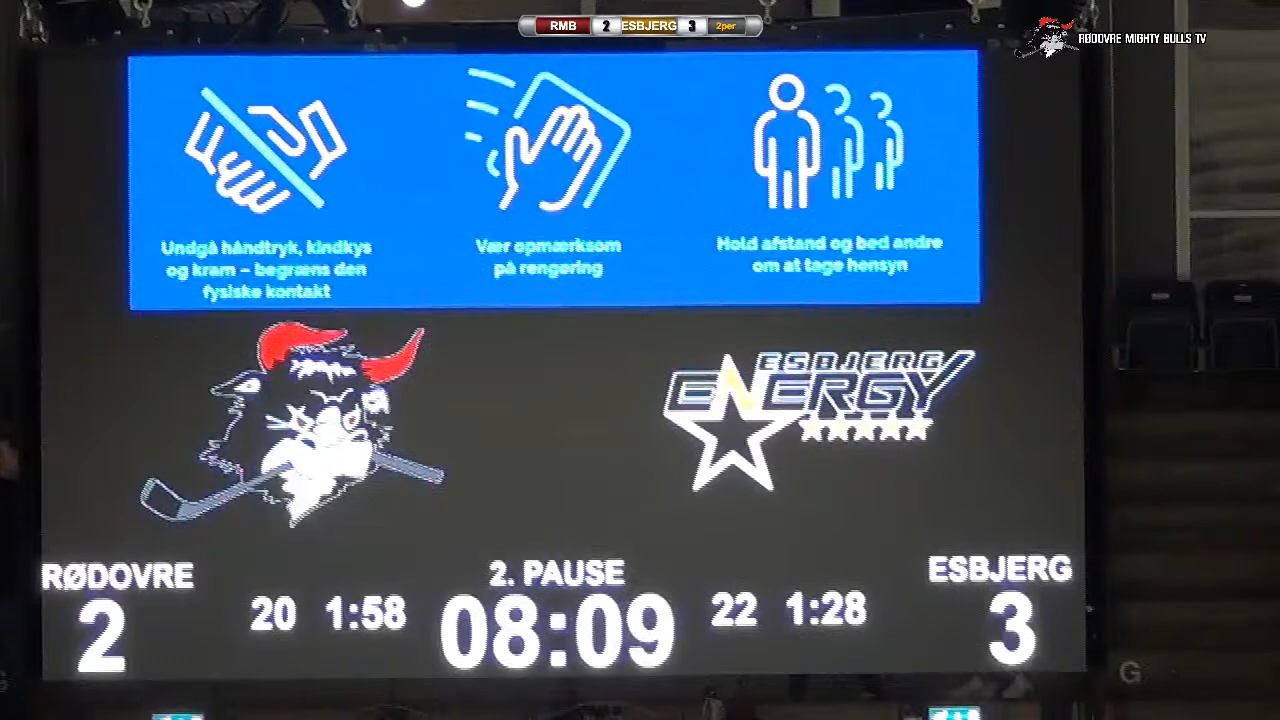 RMB 2 ESBJERG 3 2per
RØDOVRE MIGHTY BULLS TV
Undgå håndtryk, kindkys
og kram – begræns den
fysiske kontakt
Vær opmærksom
på rengøring
Hold afstand og bed andre
om at tage hensyn
ESBJERG
ENERGY
RØDOVRE
2
20 1:58
2. PAUSE
08:09
22 1:28
ESBJERG
3
G